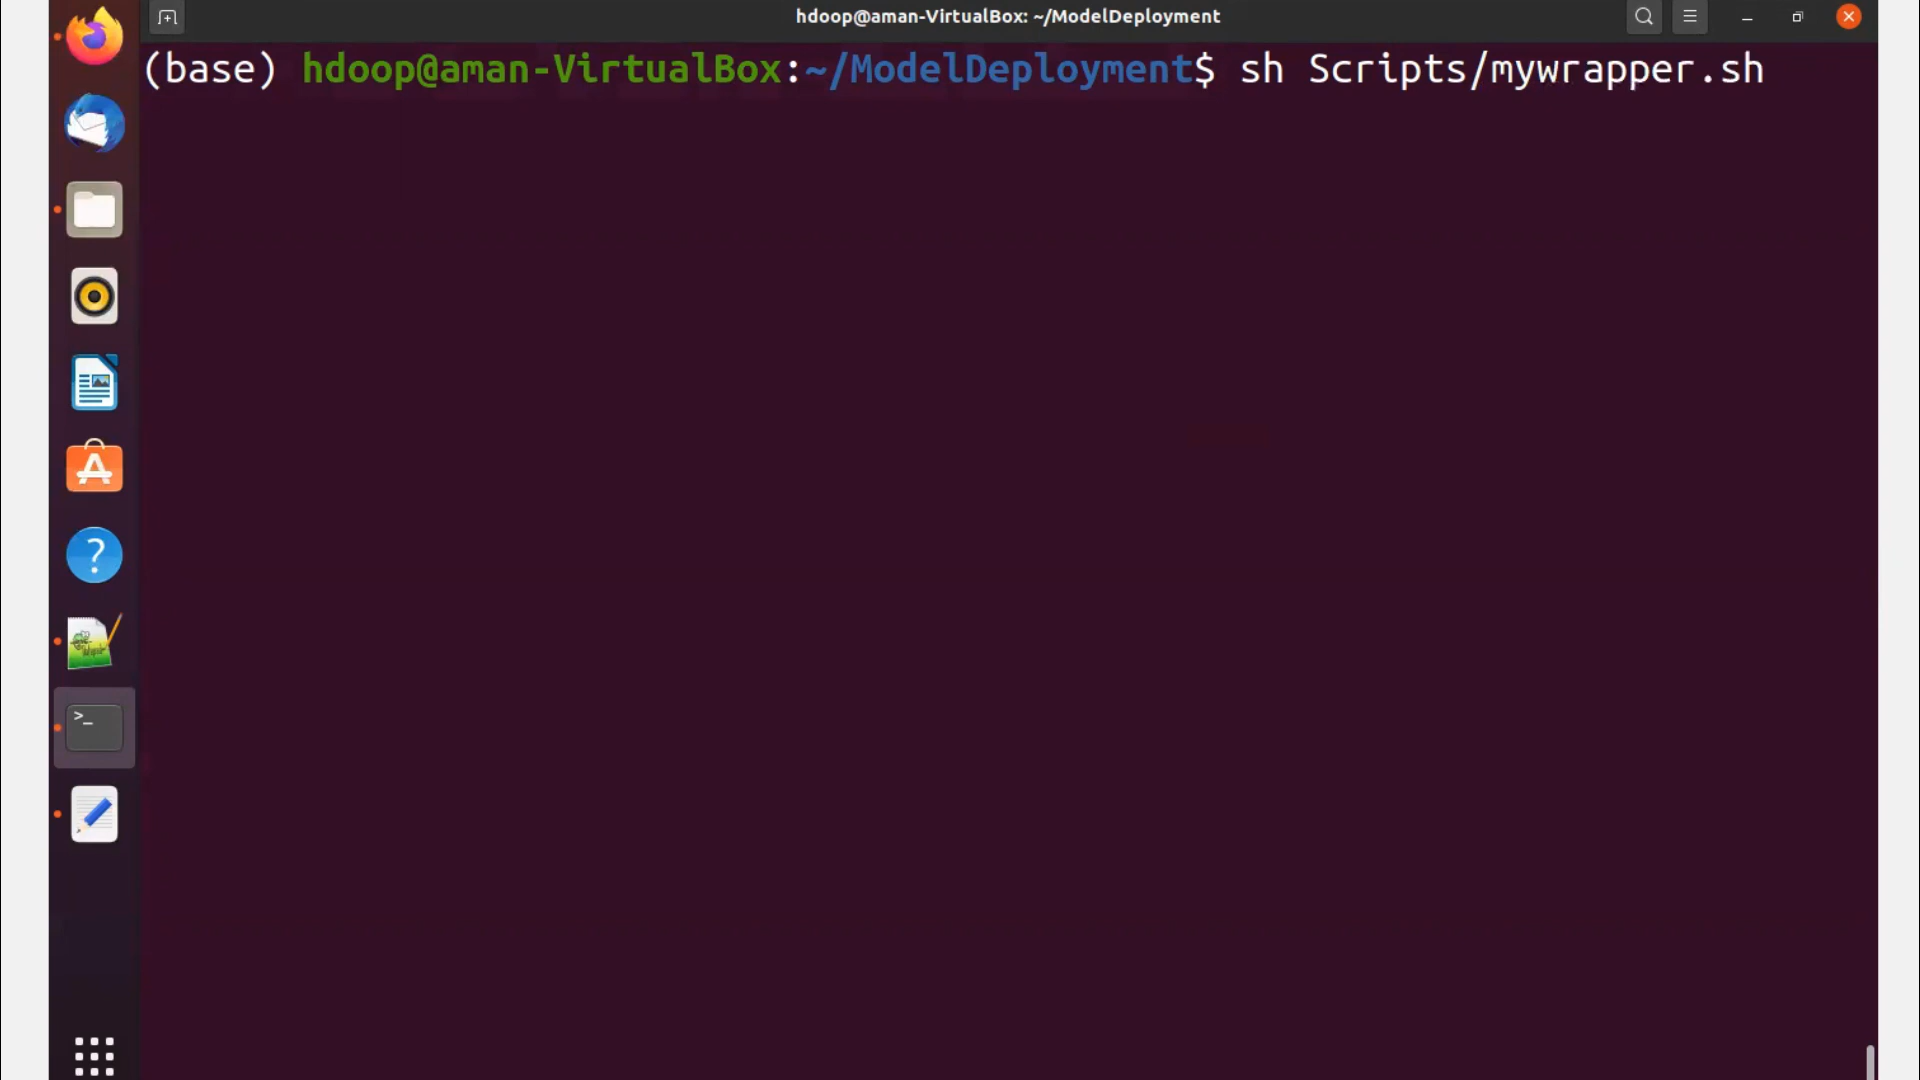 hdoop@aman-VirtualBox: ~/ModelDeployment
(base) hdoop@aman-VirtualBox:~/ModelDeployment$ sh Scripts/mywrapper.sh